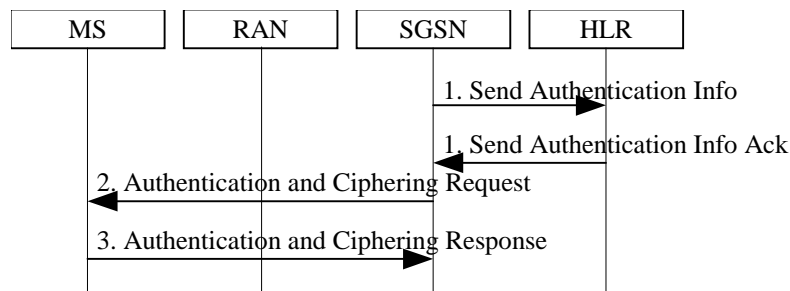 MS RAN SGSN HLR
1. Send Authentication Info
1. Send Authentication Info Ack
2. Authentication and Ciphering Request
3. Authentication and Ciphering Response